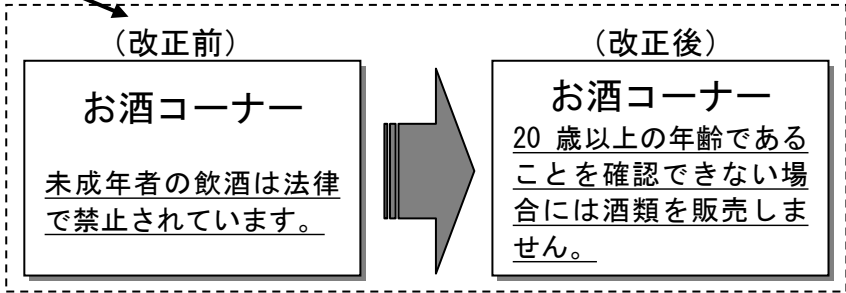 （改正前）
お酒コーナー
未成年者の飲酒は法律
で禁止されています。
（改正後）
お酒コーナー
20 歳以上の年齢である
ことを確認できない場
合には酒類を販売しま
せん。